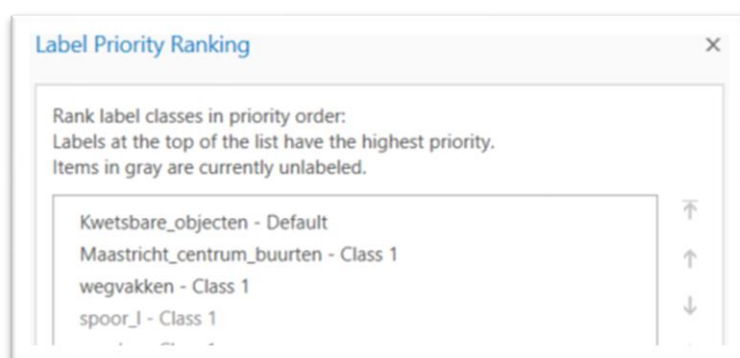 Label Priority Ranking
Rank label classes in priority order:
Labels at the top of the list have the highest priority.
Items in gray are currently unlabeled.
Kwetsbare_objecten - Default
Maastricht_centrum_buurten - Class 1
wegvakken - Class 1
spoor_l - Class 1